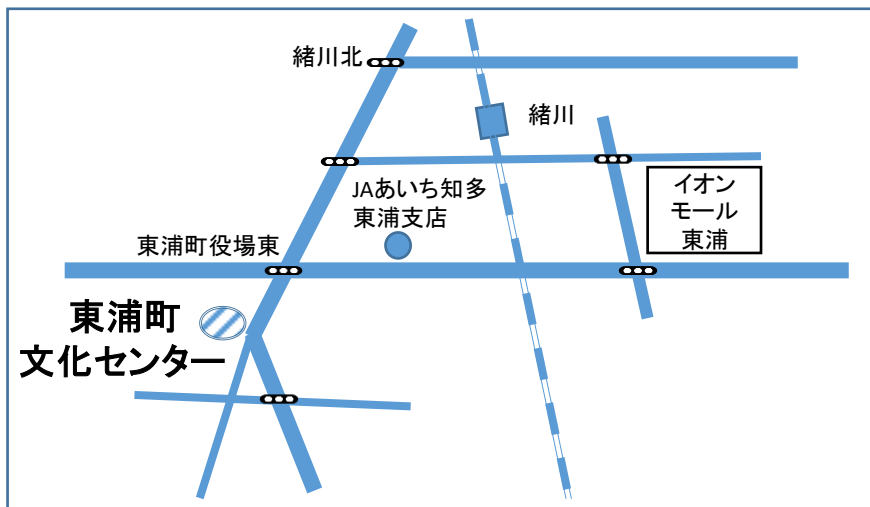 緒川北
緒川
JAあいち知多
東浦支店
イオン
モール
東浦
東浦町役場東
東浦町
文化センター